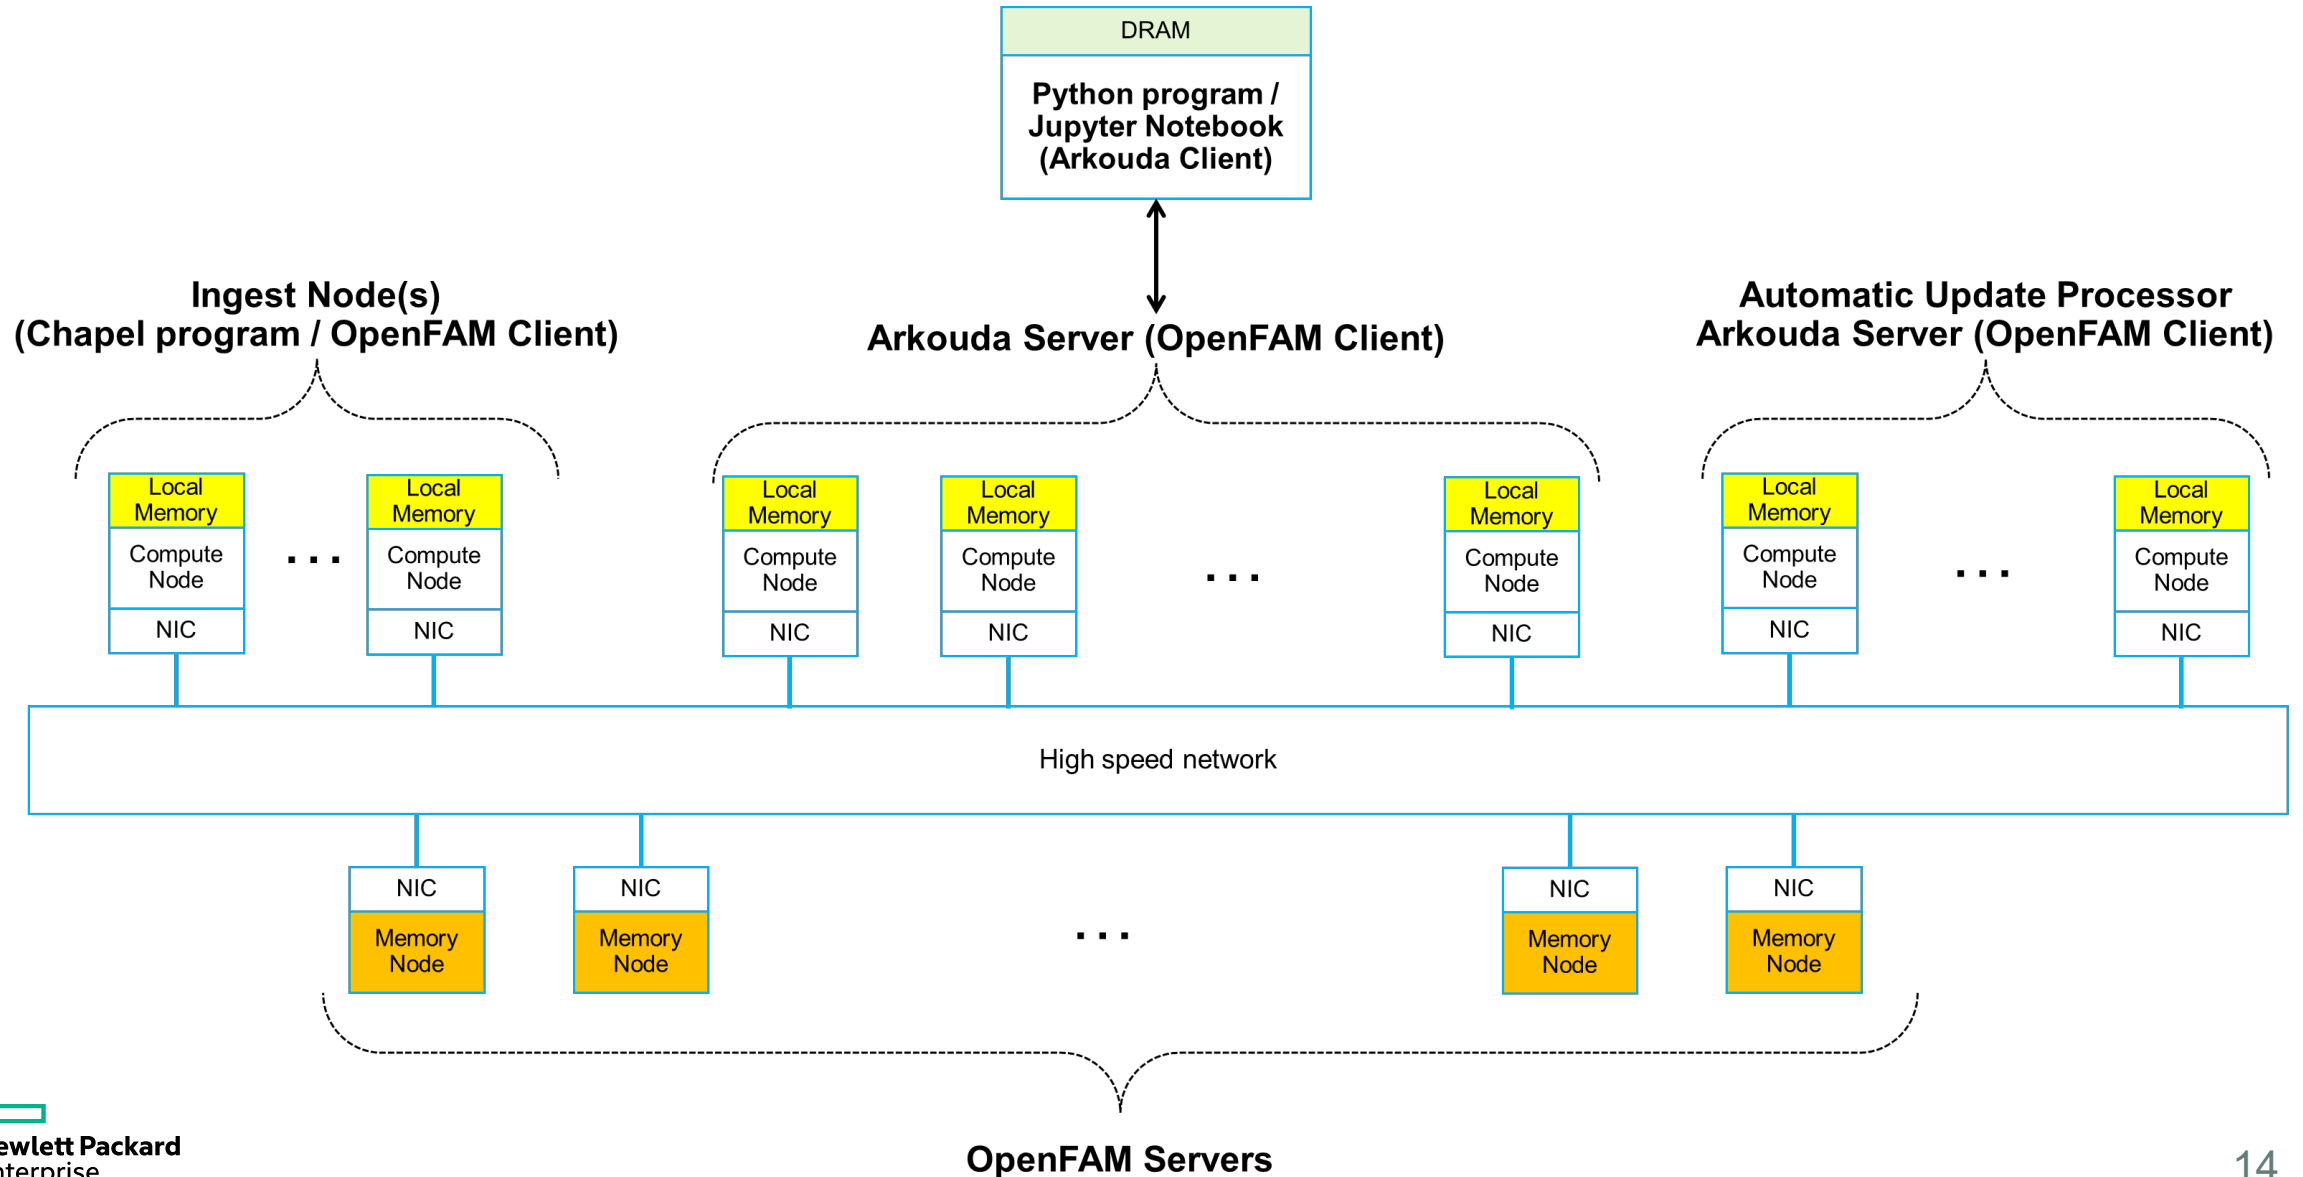 DRAM
Python program /
Jupyter Notebook
(Arkouda Client)
Ingest Node(s)
(Chapel program / OpenFAM Client)
Arkouda Server (OpenFAM Client)
Automatic Update Processor
Arkouda Server (OpenFAM Client)
Local
Memory
Compute
Node
NIC
. . .
Local
Memory
Compute
Node
NIC
Local
Memory
Compute
Node
NIC
Local
Memory
Compute
Node
NIC
. . .
Local
Memory
Compute
Node
NIC
Local
Memory
Compute
Node
NIC
. . .
Local
Memory
Compute
Node
NIC
High speed network
NIC
Memory
Node
NIC
Memory
Node
. . .
NIC
Memory
Node
NIC
Memory
Node
OpenFAM Servers
ewlett Packard
nterprise
14